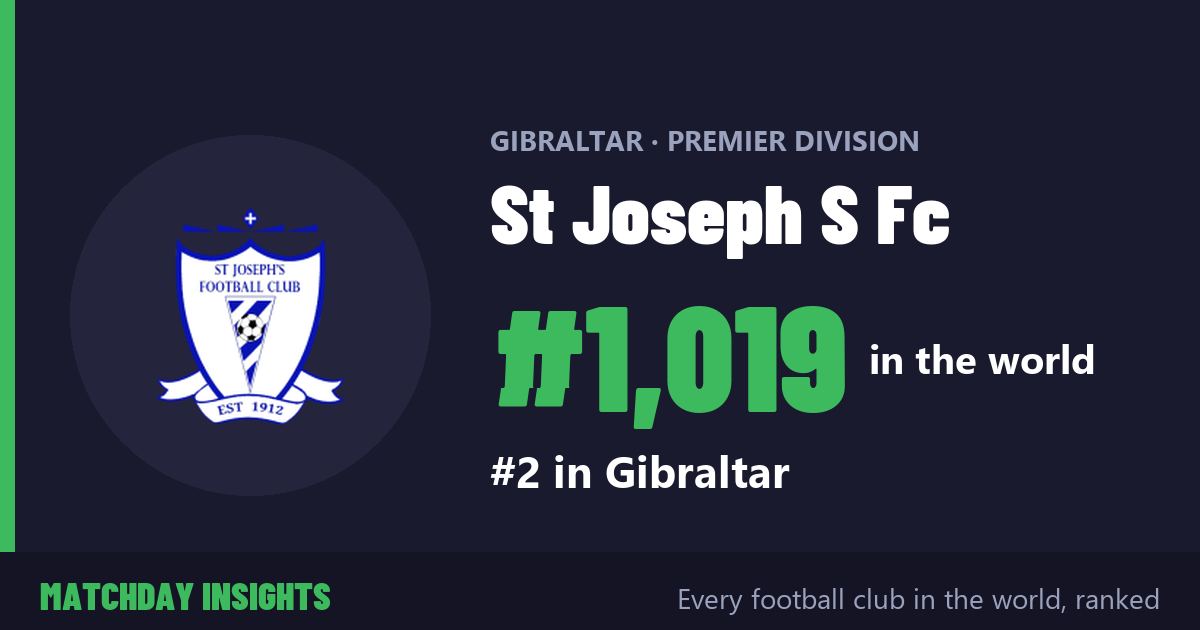 GIBRALTAR · PREMIER DIVISION
St Joseph S Fc
#1,019 in the world
#2 in Gibraltar
ST JOSEPH'S
FOOTBALL CLUB
EST 1912
MATCHDAY INSIGHTS
Every football club in the world, ranked